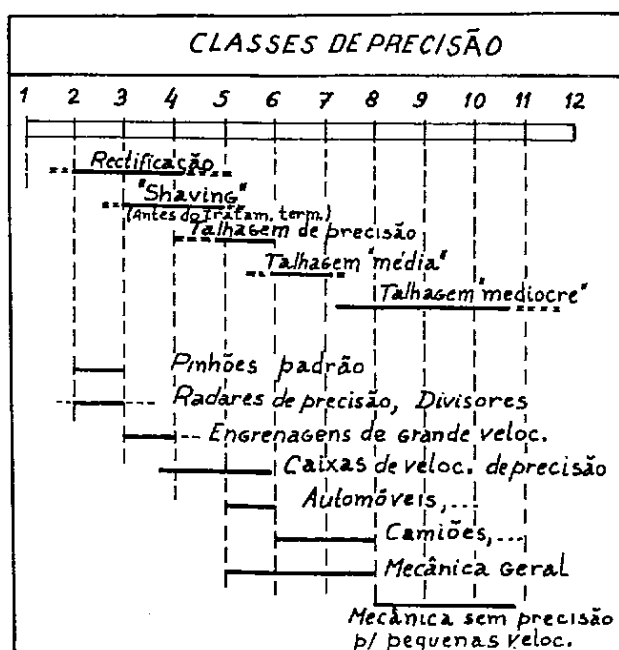 CLASSES DE PRECISÃO
1 2 3 4 5 6 7 8 9 10 11 12
Rectificação
"Shaving"
(Antes do Tratam. term.)
Talhagem de precisão
Talhagem "média"
Talhagem "mediocre"
Pinhões padrão
Radares de precisão, Divisores
Engrenagens de grande veloc.
Caixas de veloc. de precisão
Automóveis, ...
Camiões, ...
Mecânica Geral
Mecânica sem precisão
p/ pequenas veloc.